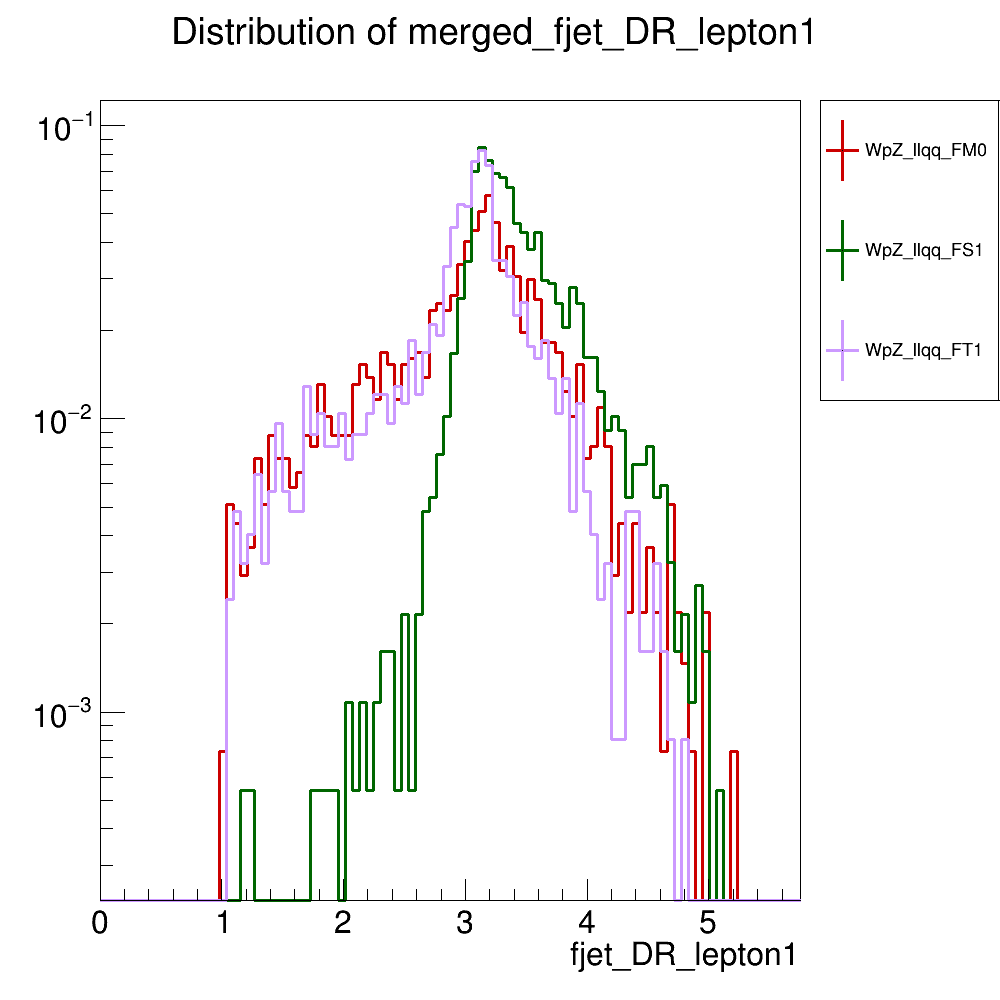 Distribution of merged_fjet_DR_lepton1
10−1
10−2
10−3
0 1 2 3 4 5
fjet_DR_lepton1
WpZ_llqq_FM0
WpZ_llqq_FS1
WpZ_llqq_FT1